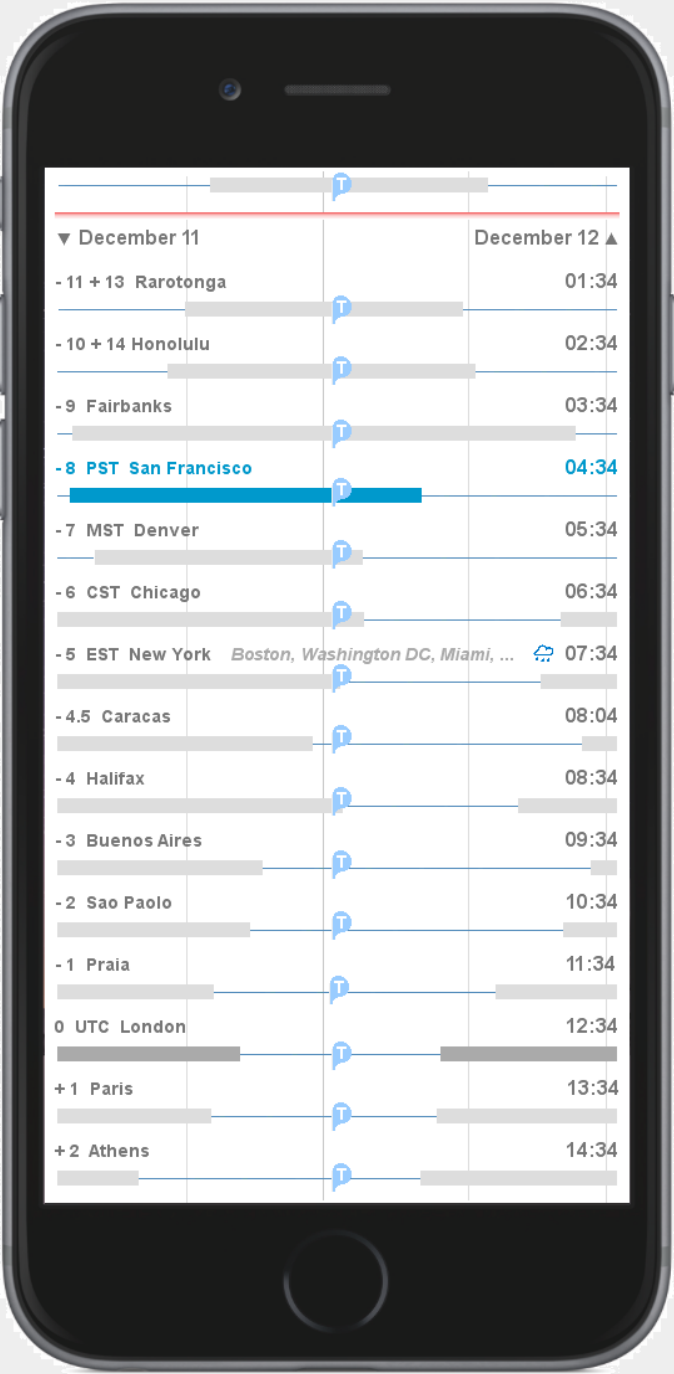 T
▼ December 11 December 12 ▲
- 11 + 13 Rarotonga 01:34
T
- 10 + 14 Honolulu 02:34
T
- 9 Fairbanks 03:34
T
- 8 PST San Francisco 04:34
T
- 7 MST Denver 05:34
T
- 6 CST Chicago 06:34
T
- 5 EST New York Boston, Washington DC, Miami, ... 07:34
T
- 4.5 Caracas 08:04
T
- 4 Halifax 08:34
T
- 3 Buenos Aires 09:34
T
- 2 Sao Paolo 10:34
T
- 1 Praia 11:34
T
0 UTC London 12:34
T
+ 1 Paris 13:34
T
+ 2 Athens 14:34
T